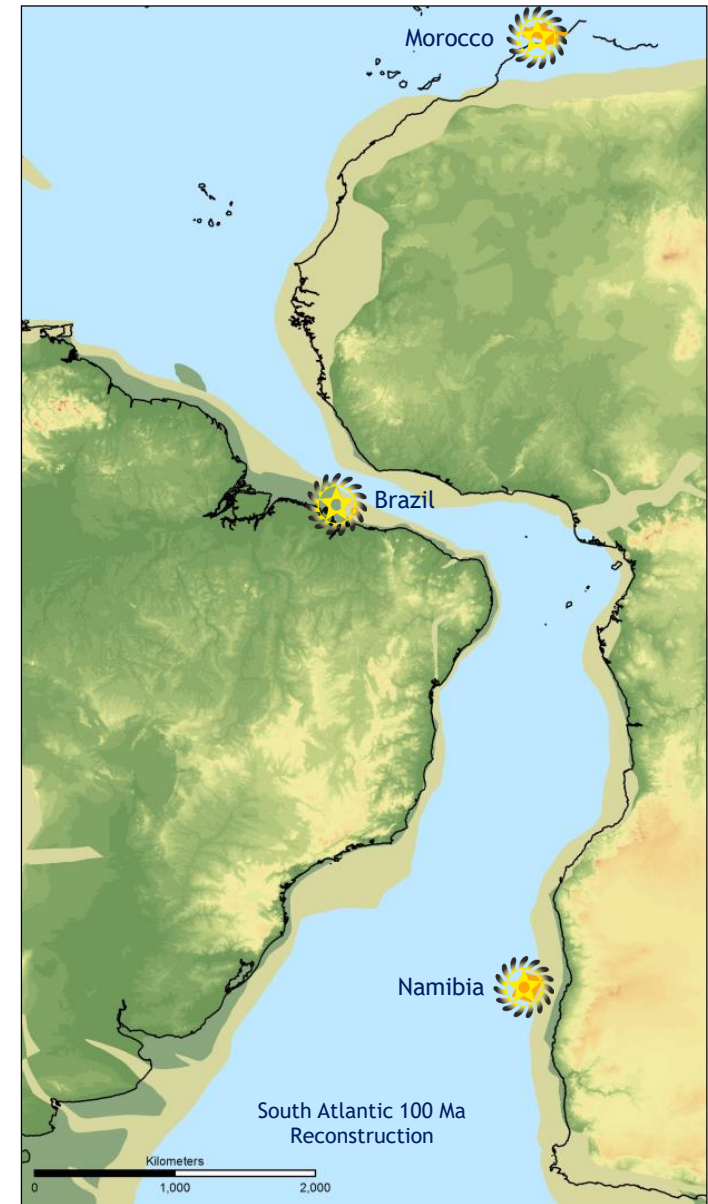 Morocco
Brazil
Namibia
South Atlantic 100 Ma
Reconstruction
Kilometers
0 1,000 2,000